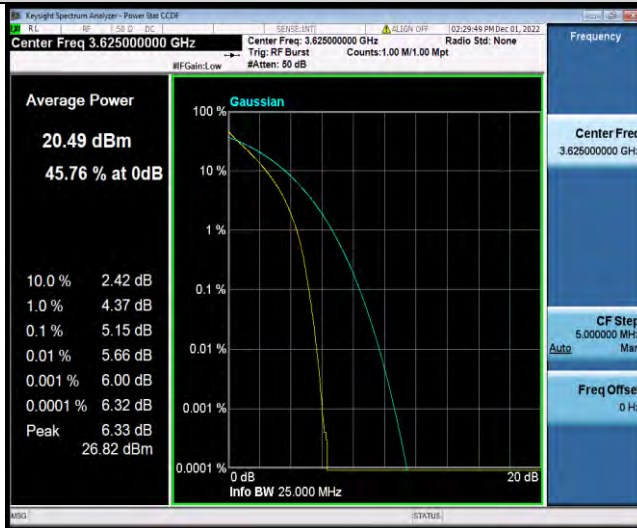 Keysight Spectrum Analyzer - Power Stat CCDF
RL RF 50 Ω DC SENSE:INT ALIGN OFF 02:29:49 PM Dec 01, 2022
Center Freq 3.625000000 GHz
Center Freq: 3.625000000 GHz Radio Std: None
Trig: RF Burst Counts:1.00 M/1.00 Mpt
#IFGain:Low #Atten: 50 dB
Frequency
Average Power
20.49 dBm
45.76 % at 0dB
10.0 % 2.42 dB
1.0 % 4.37 dB
0.1 % 5.15 dB
0.01 % 5.66 dB
0.001 % 6.00 dB
0.0001 % 6.32 dB
Peak 6.33 dB
26.82 dBm
Gaussian
100 %
10 %
1 %
0.1 %
0.01 %
0.001 %
0.0001 %
0 dB 20 dB
Info BW 25.000 MHz
Center Freq
3.625000000 GHz
CF Step
5.000000 MHz
Auto Man
Freq Offset
0 Hz
MSG STATUS